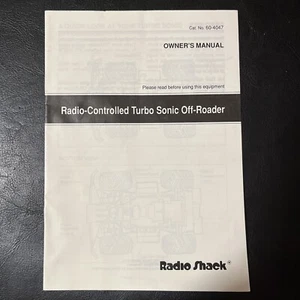 Cat. No. 60-4047
OWNER'S MANUAL
Please read before using this equipment
Radio-Controlled Turbo Sonic Off-Roader
Radio Shack